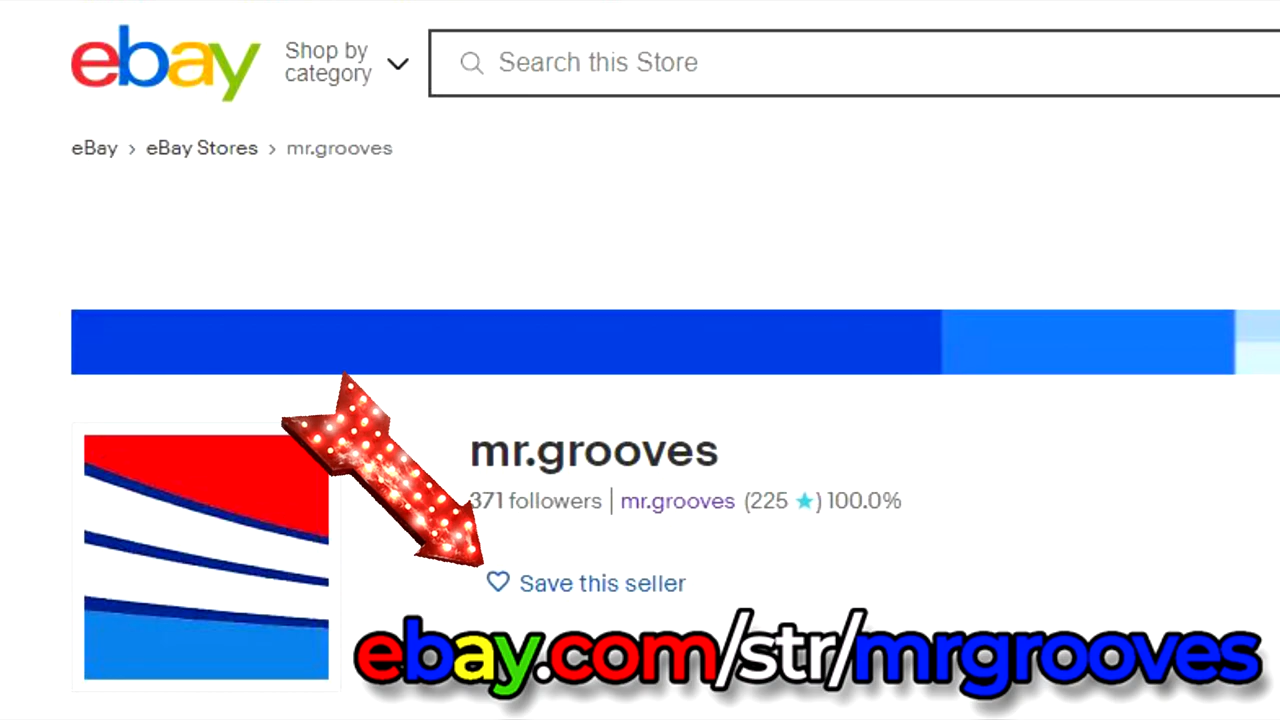 ebay
Shop by
category
Search this Store
eBay > eBay Stores > mr.grooves
mr.grooves
371 followers | mr.grooves (225 ★) 100.0%
Save this seller
ebay.com/str/mrgrooves